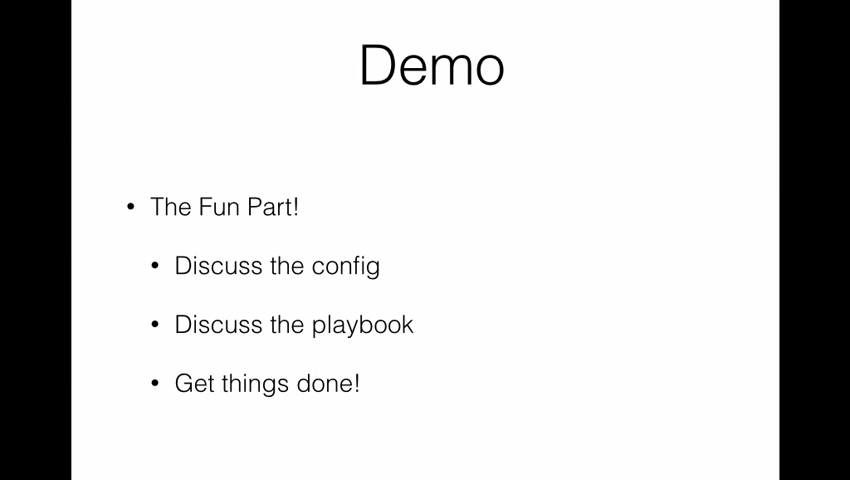 Demo
• The Fun Part!
• Discuss the config
• Discuss the playbook
• Get things done!